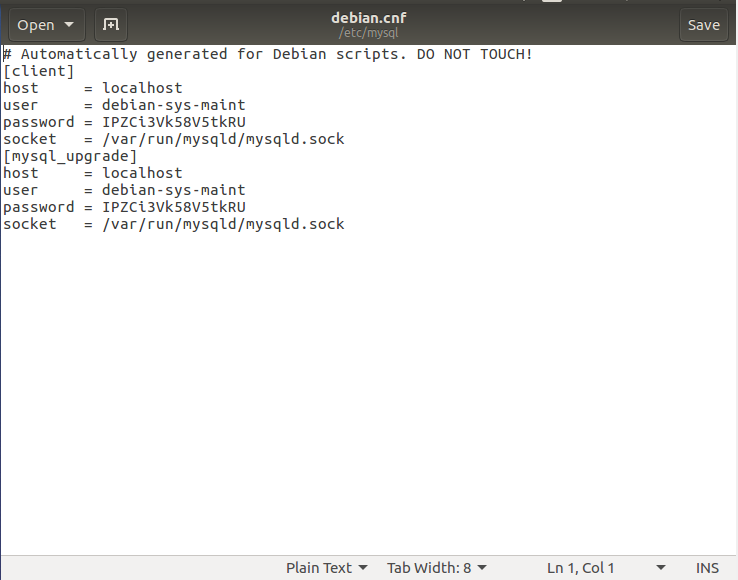 Open
debian.cnf
/etc/mysql
Save
# Automatically generated for Debian scripts. DO NOT TOUCH!
[client]
host     = localhost
user     = debian-sys-maint
password = IPZCi3Vk58V5tkRU
socket   = /var/run/mysqld/mysqld.sock
[mysql_upgrade]
host     = localhost
user     = debian-sys-maint
password = IPZCi3Vk58V5tkRU
socket   = /var/run/mysqld/mysqld.sock
Plain Text Tab Width: 8 Ln 1, Col 1 INS